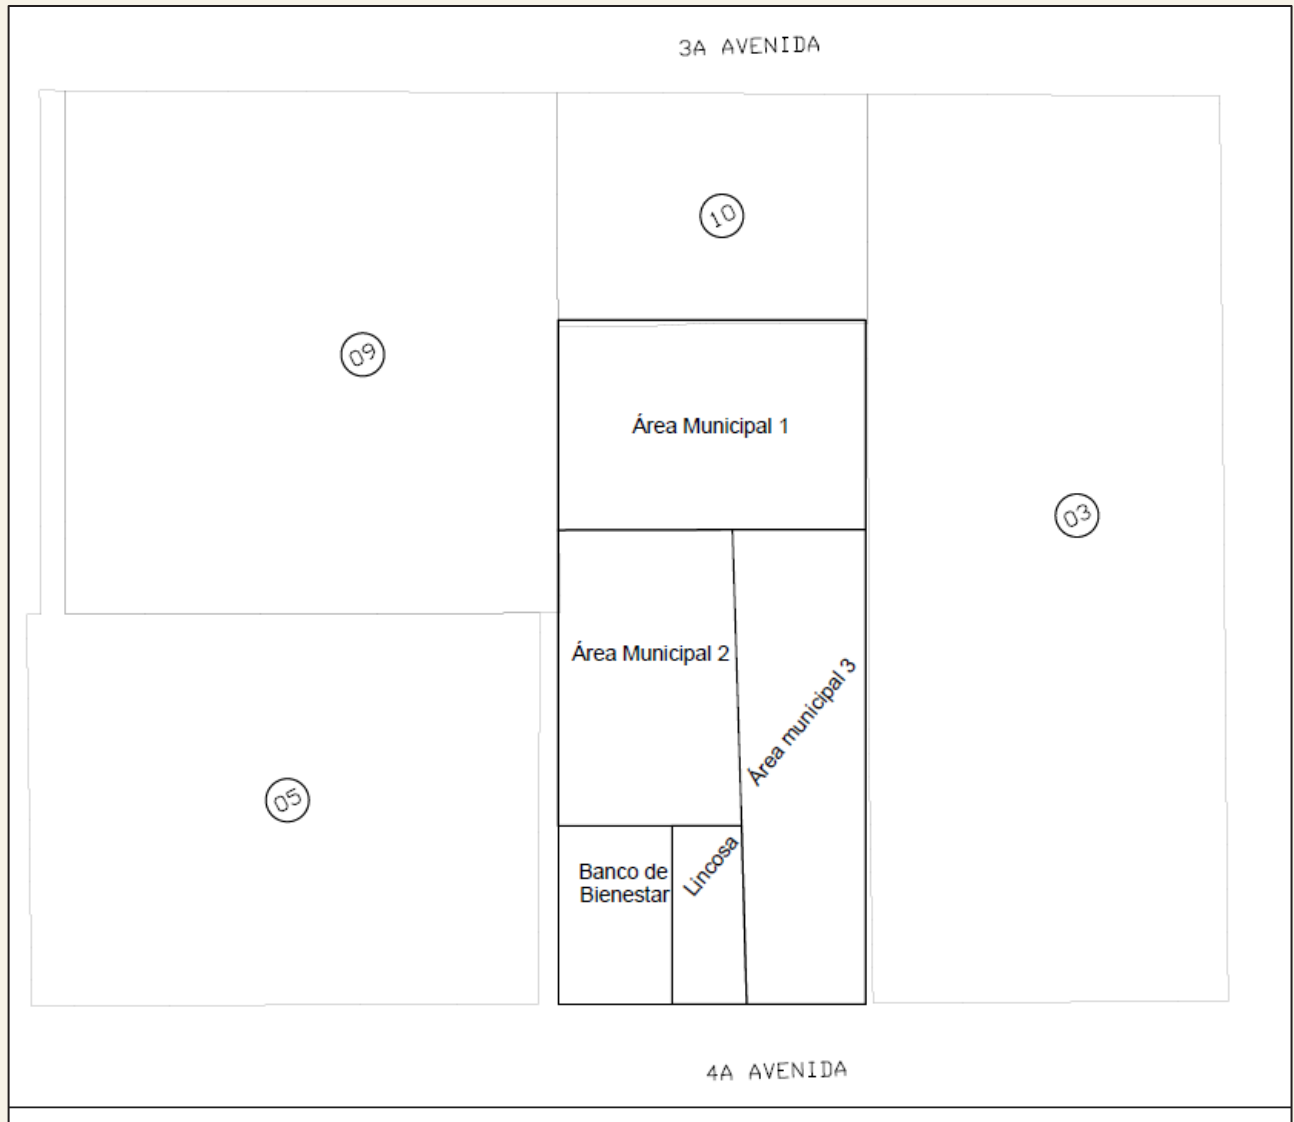 3A AVENIDA
10
09
Área Municipal 1
03
Área Municipal 2
Área municipal 3
05
Banco de
Bienestar
Lincosa
4A AVENIDA